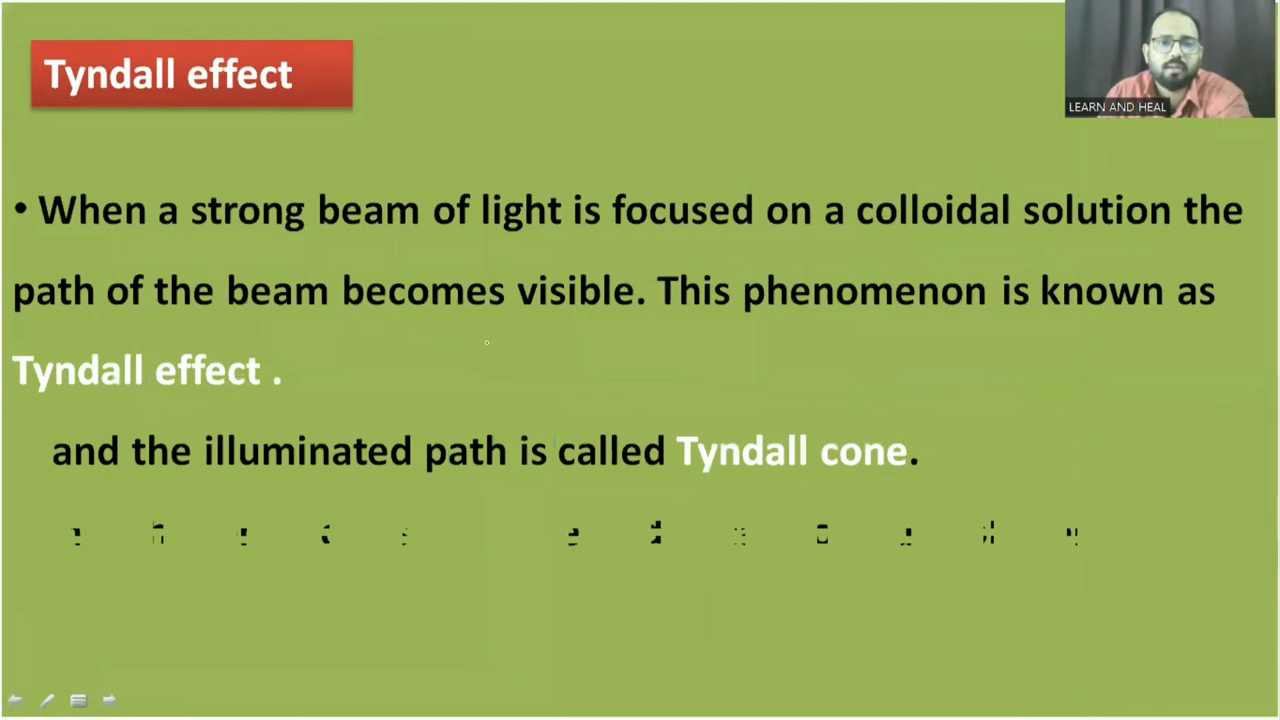 Tyndall effect
LEARN AND HEAL
• When a strong beam of light is focused on a colloidal solution the
path of the beam becomes visible. This phenomenon is known as
Tyndall effect .
and the illuminated path is called Tyndall cone.